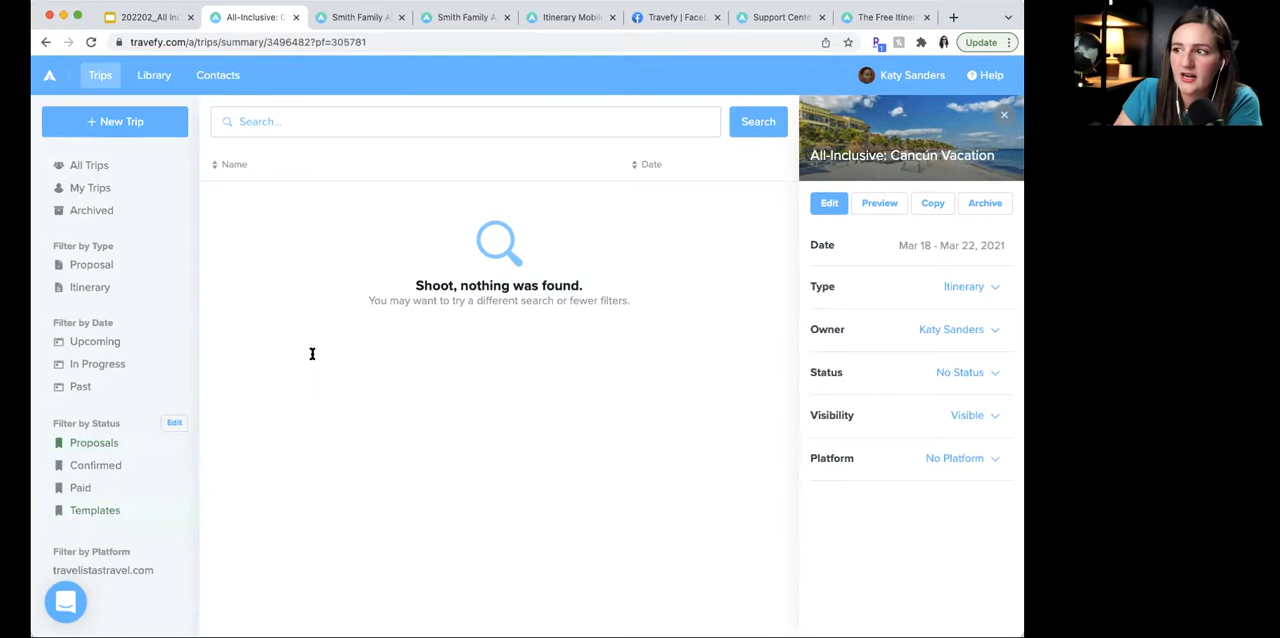 202202_All In
All-Inclusive: C
Smith Family A
Smith Family A
Itinerary Mobil
Travefy | Face
Support Cente
The Free Itiner
travefy.com/a/trips/summary/3496482?pf=305781
1
Update
Trips
Library
Contacts
Katy Sanders
? Help
+ New Trip
Search...
Search
All-Inclusive: Cancún Vacation
Name
Date
All Trips
My Trips
Archived
Edit
Preview
Copy
Archive
Filter by Type
Proposal
Itinerary
Date
Mar 18 - Mar 22, 2021
Type
Itinerary
Shoot, nothing was found.
You may want to try a different search or fewer filters.
Filter by Date
Upcoming
In Progress
Past
Owner
Katy Sanders
Status
No Status
Filter by Status
Edit
Proposals
Confirmed
Paid
Templates
Visibility
Visible
Platform
No Platform
Filter by Platform
travelistastravel.com